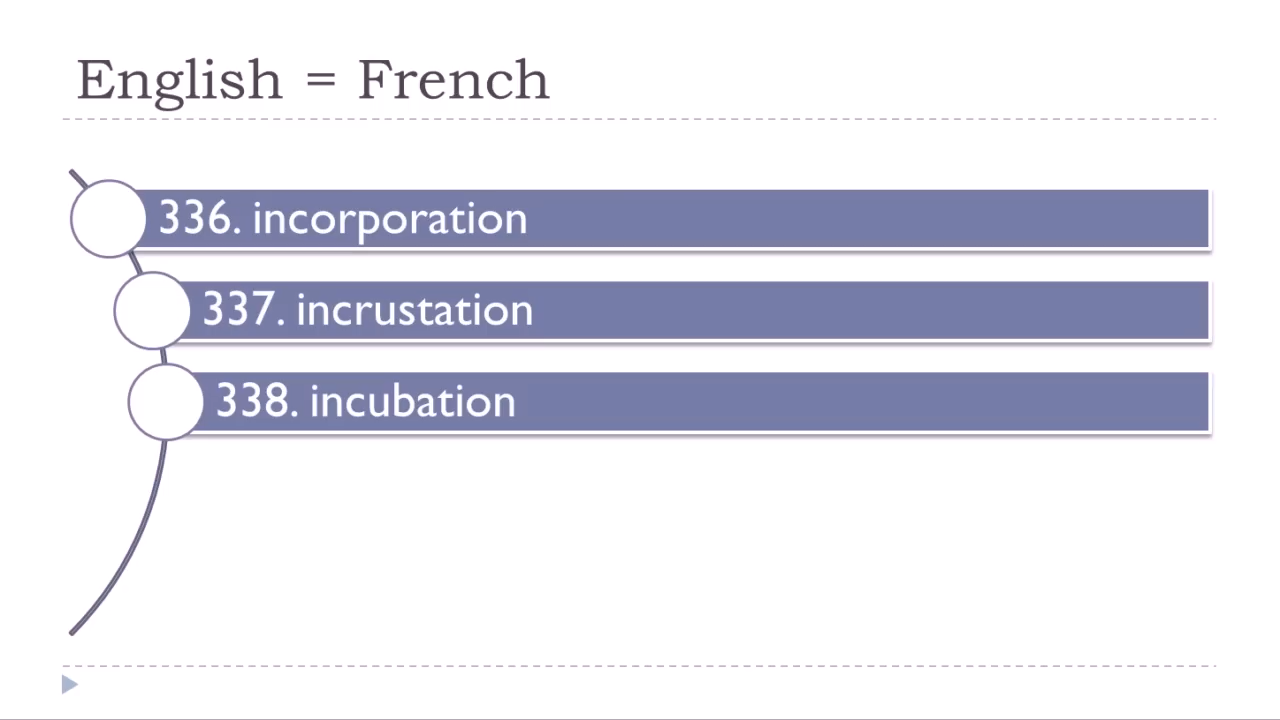 English = French
336. incorporation
337. incrustation
338. incubation